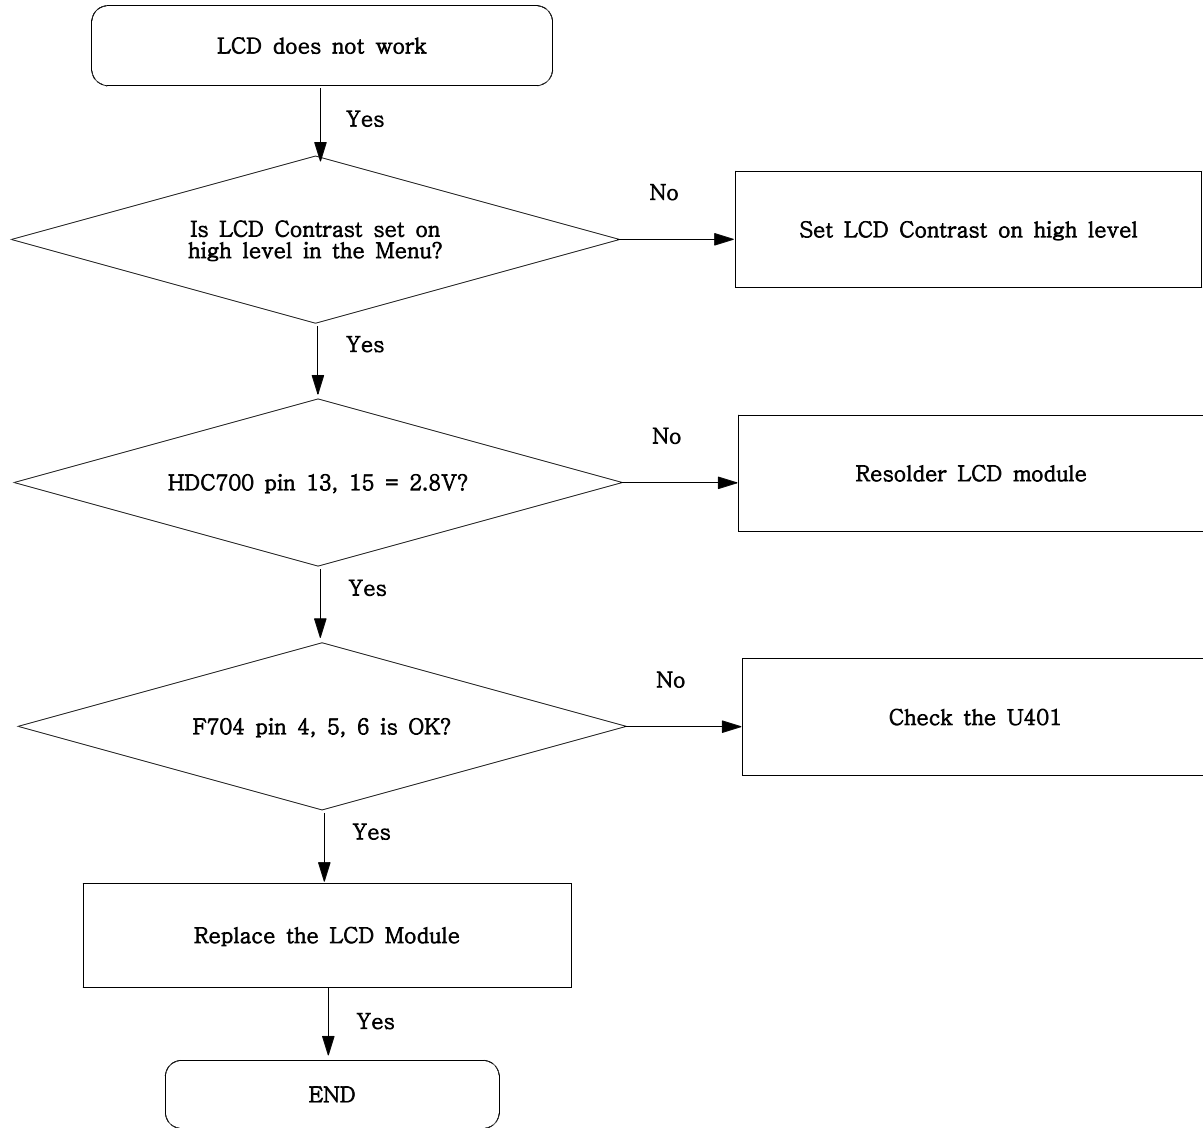 LCD does not work
Yes
Is LCD Contrast set on
high level in the Menu?
No
Set LCD Contrast on high level
Yes
HDC700 pin 13, 15 = 2.8V?
No
Resolder LCD module
Yes
F704 pin 4, 5, 6 is OK?
No
Check the U401
Yes
Replace the LCD Module
Yes
END